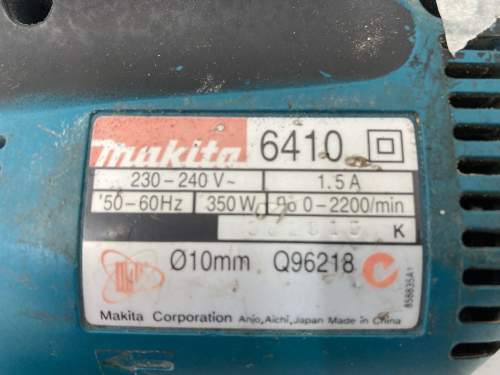 makita 6410
230-240 V~ 1.5 A
50-60Hz 350 W n0 0-2200/min
K
Ø10mm Q96218
858835A1
Makita Corporation Anjo, Aichi, Japan Made in China